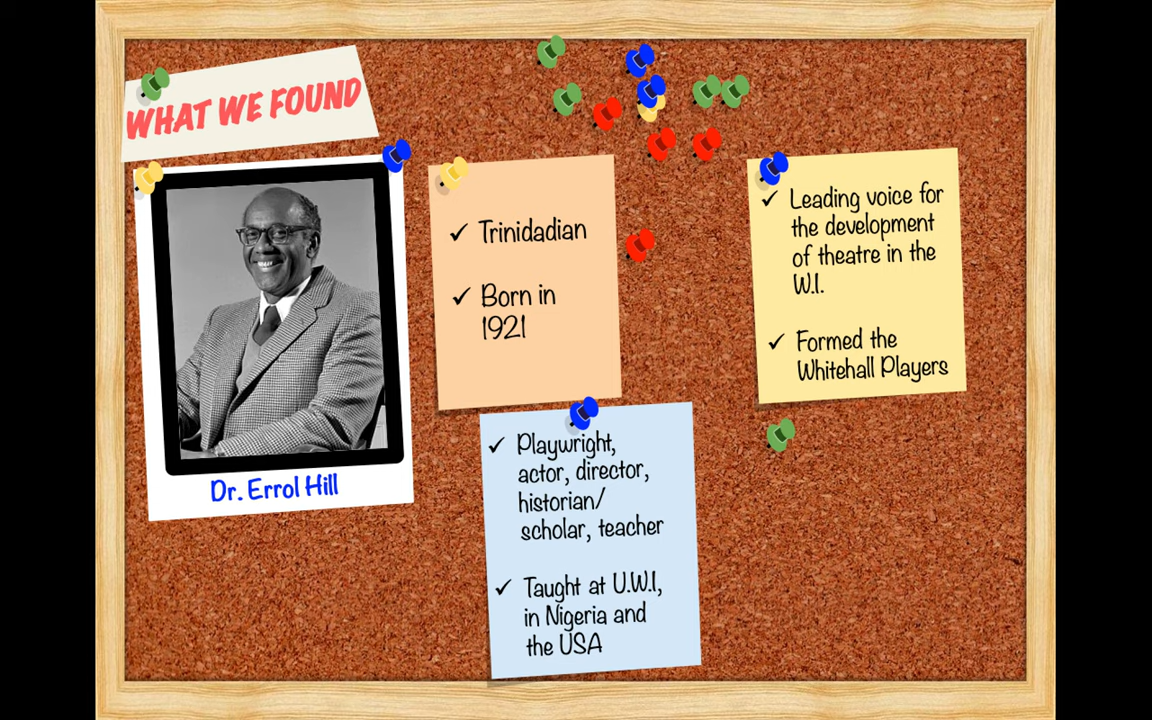 WHAT WE FOUND
Dr. Errol Hill
✓ Trinidadian
✓ Born in
1921
✓ Playwright,
actor, director,
historian/
scholar, teacher
✓ Taught at U.W.I,
in Nigeria and
the USA
✓ Leading voice for
the development
of theatre in the
W.I.
✓ Formed the
Whitehall Players